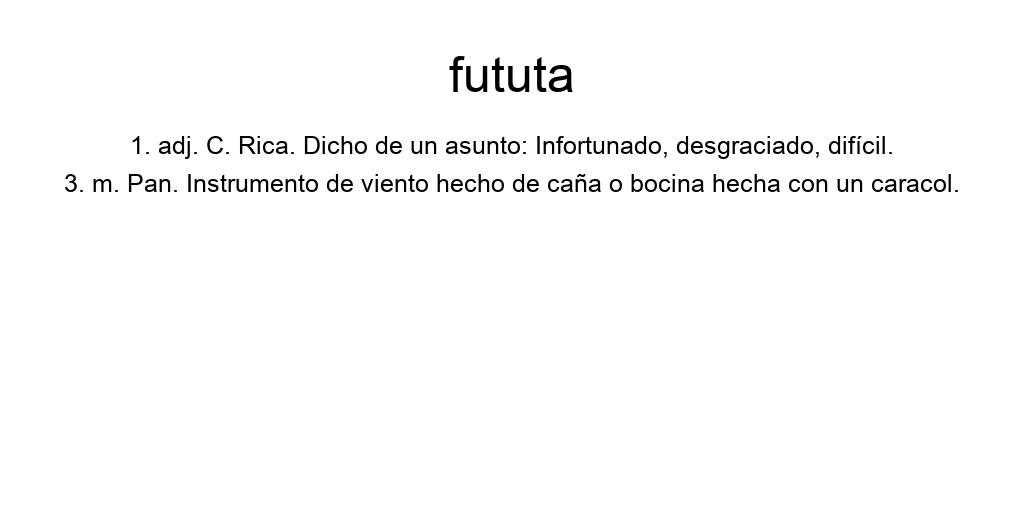 fututa
1. adj. C. Rica. Dicho de un asunto: Infortunado, desgraciado, difícil.
3. m. Pan. Instrumento de viento hecho de caña o bocina hecha con un caracol.